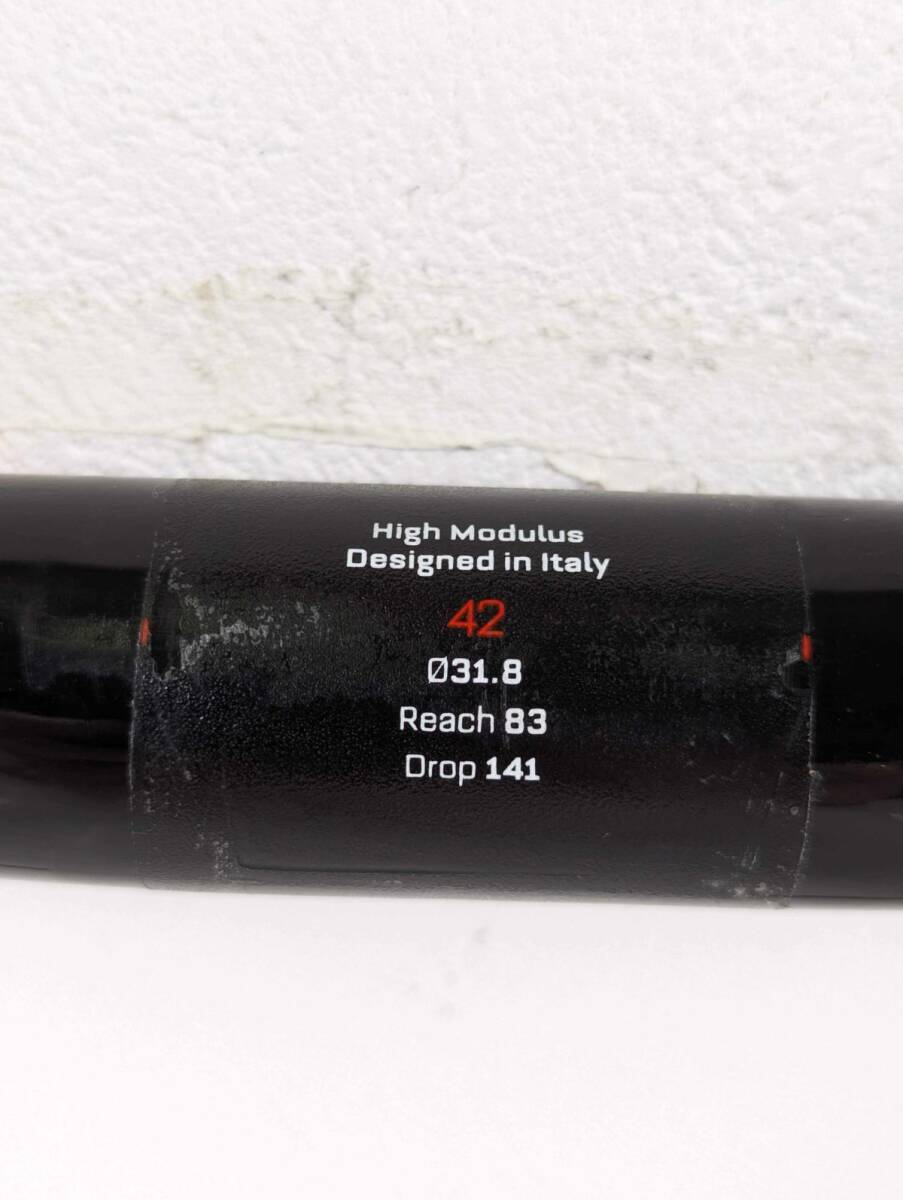 High Modulus
Designed in Italy
42
Ø31.8
Reach 83
Drop 141